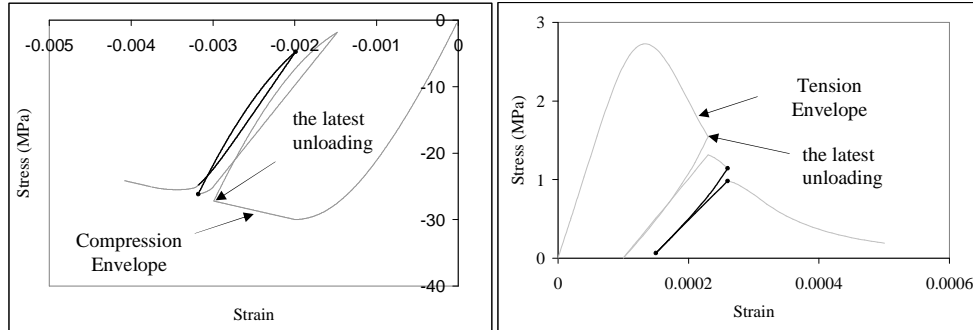 -0.005 -0.004 -0.003 -0.002 -0.001 0
0
-10
-20
-30
-40
Stress (MPa)
the latest
unloading
Compression
Envelope
Strain
3
2
1
0
Stress (MPa)
Tension
Envelope
the latest
unloading
0 0.0002 0.0004 0.0006
Strain